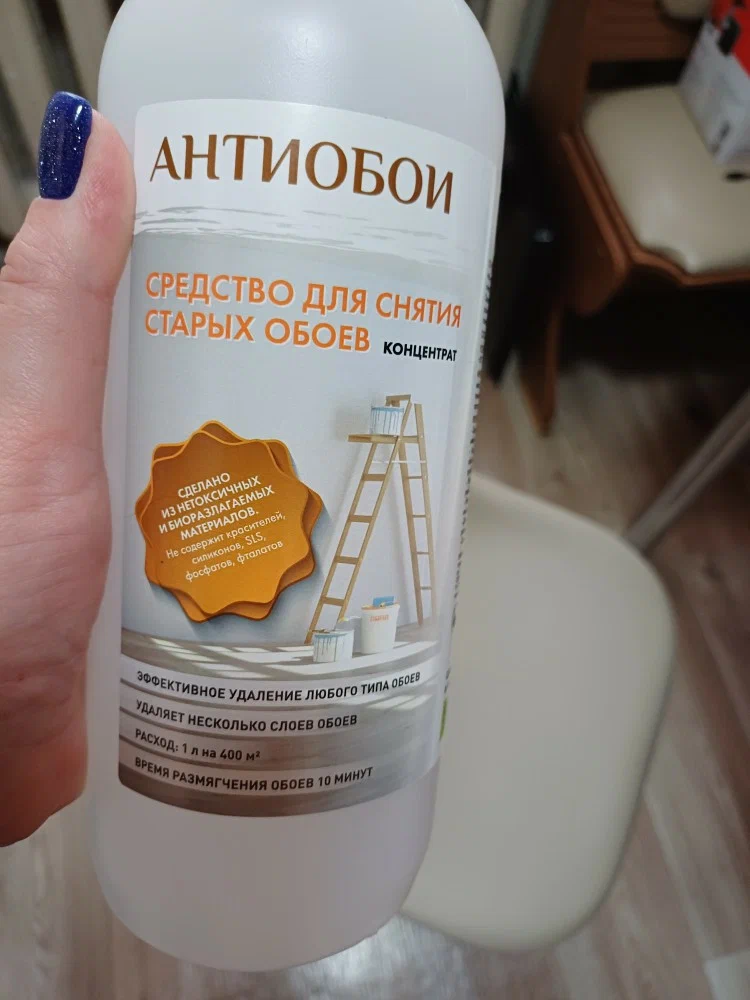 АНТИОБОИ
СРЕДСТВО ДЛЯ СНЯТИЯ
СТАРЫХ ОБОЕВ КОНЦЕНТРАТ
СДЕЛАНО
ИЗ НЕТОКСИЧНЫХ
И БИОРАЗЛАГАЕМЫХ
МАТЕРИАЛОВ.
Не содержит красителей,
силиконов, SLS,
фосфатов, фталатов
ЭФФЕКТИВНОЕ УДАЛЕНИЕ ЛЮБОГО ТИПА ОБОЕВ
УДАЛЯЕТ НЕСКОЛЬКО СЛОЕВ ОБОЕВ
РАСХОД: 1 л на 400 м²
ВРЕМЯ РАЗМЯГЧЕНИЯ ОБОЕВ 10 МИНУТ